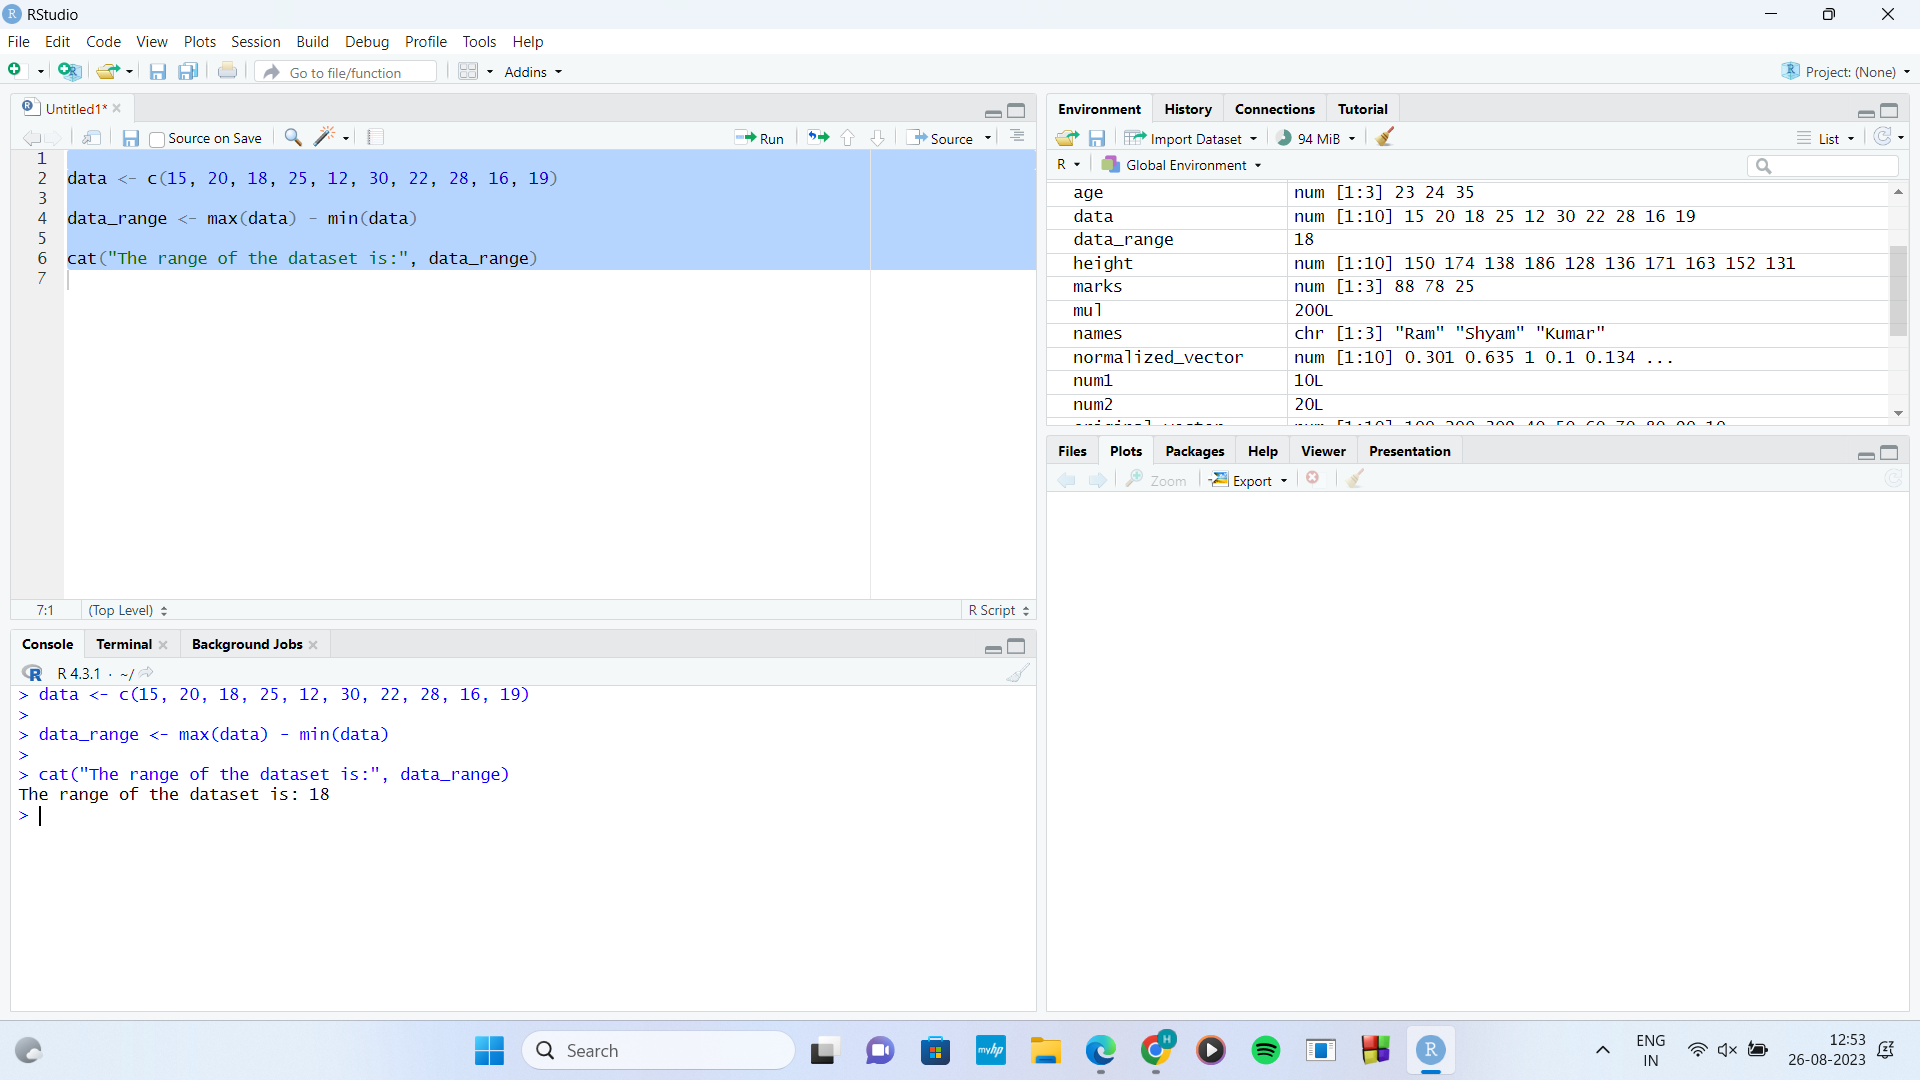 RStudio
File Edit Code View Plots Session Build Debug Profile Tools Help
Go to file/function Addins Project: (None)
Untitled1*
Source on Save Run Source
1
2 data <- c(15, 20, 18, 25, 12, 30, 22, 28, 16, 19)
3
4 data_range <- max(data) - min(data)
5
6 cat("The range of the dataset is:", data_range)
7
7:1 (Top Level) R Script
Console Terminal Background Jobs
R 4.3.1 · ~/
> data <- c(15, 20, 18, 25, 12, 30, 22, 28, 16, 19)
>
> data_range <- max(data) - min(data)
>
> cat("The range of the dataset is:", data_range)
The range of the dataset is: 18
>
Environment History Connections Tutorial
Import Dataset 94 MiB List
R Global Environment
age num [1:3] 23 24 35
data num [1:10] 15 20 18 25 12 30 22 28 16 19
data_range 18
height num [1:10] 150 174 138 186 128 136 171 163 152 131
marks num [1:3] 88 78 25
mul 200L
names chr [1:3] "Ram" "Shyam" "Kumar"
normalized_vector num [1:10] 0.301 0.635 1 0.1 0.134 ...
num1 10L
num2 20L
Files Plots Packages Help Viewer Presentation
Zoom Export
Search
myhp
H
R
ENG
IN
12:53
26-08-2023